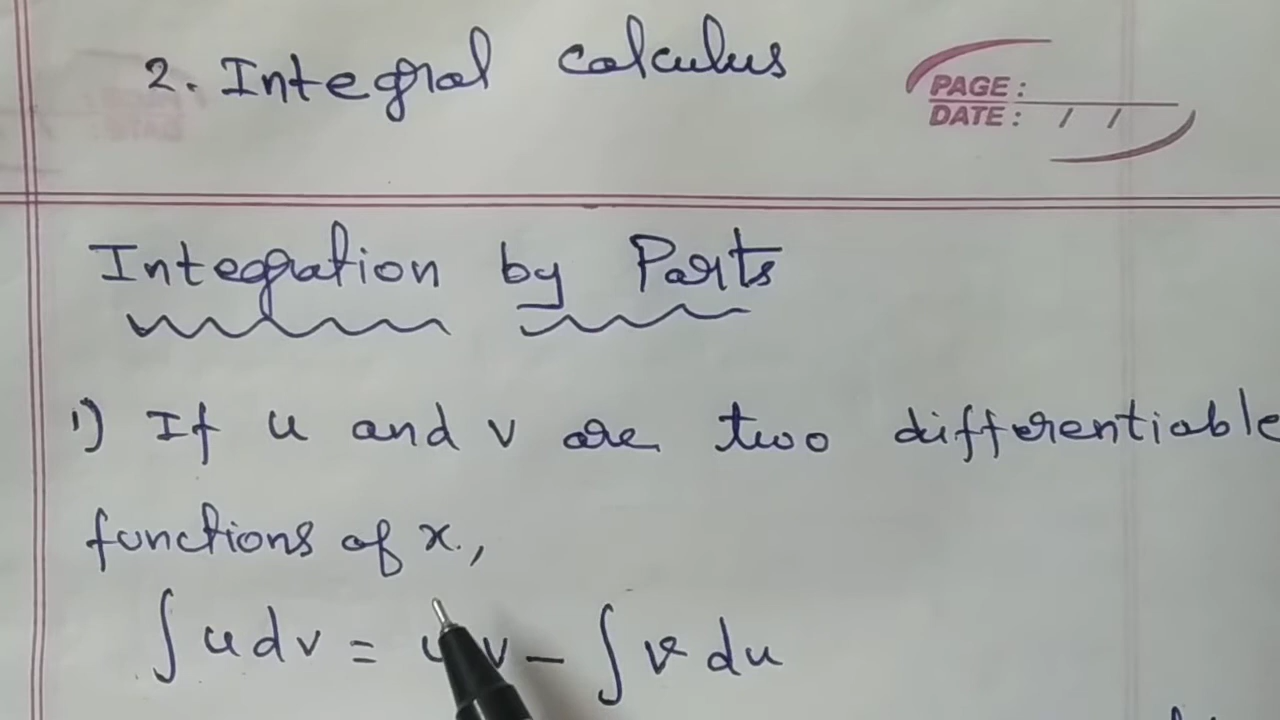 2. Integral calculus
PAGE :
DATE : / /
Integration by Parts
1) If u and v are two differentiable
functions of x.,
∫ u dv = uv - ∫ v du